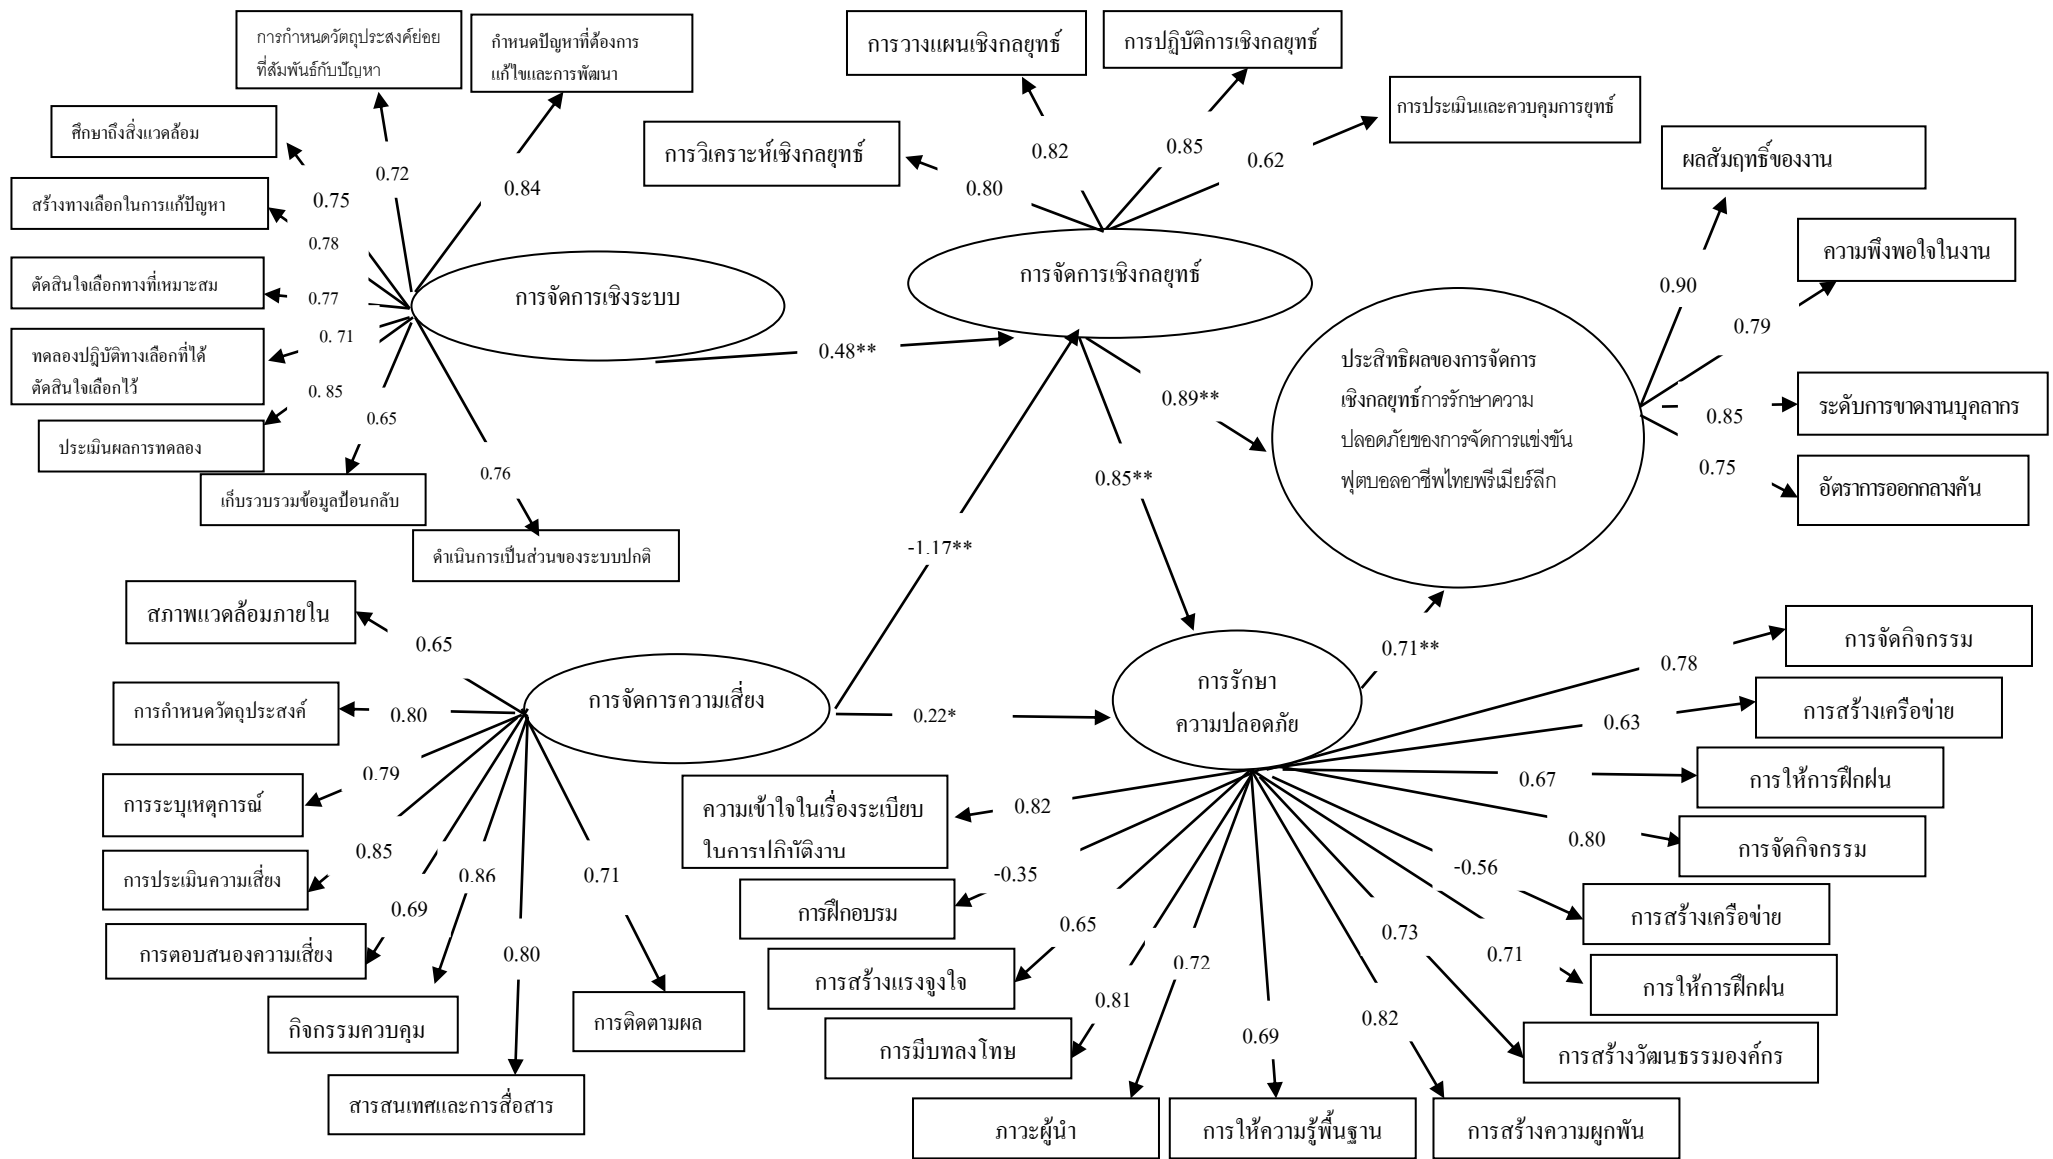 การกำหนดวัตถุประสงค์ย่อย
ที่สัมพันธ์กับปัญหา
กำหนดปัญหาที่ต้องการ
แก้ไขและการพัฒนา
การวางแผนเชิงกลยุทธ์
การปฏิบัติการเชิงกลยุทธ์
การประเมินและควบคุมการยุทธ์
ศึกษาถึงสิ่งแวดล้อม
การวิเคราะห์เชิงกลยุทธ์
ผลสัมฤทธิ์ของงาน
0.72
0.84
0.80
0.82
0.85
0.62
สร้างทางเลือกในการแก้ปัญหา
0.75
0.78
ความพึงพอใจในงาน
ตัดสินใจเลือกทางที่เหมาะสม
0.77
การจัดการเชิงระบบ
การจัดการเชิงกลยุทธ์
0.90
0.79
ทดลองปฎิบัติทางเลือกที่ได้
ตัดสินใจเลือกไว้
0. 71
0.48**
ประสิทธิผลของการจัดการ
เชิงกลยุทธ์การรักษาความ
ปลอดภัยของการจัดการแข่งขัน
ฟุตบอลอาชีพไทยพรีเมียร์ลีก
0. 85
0.65
0.89**
0.85
ระดับการขาดงานบุคลากร
ประเมินผลการทดลอง
0.76
0.85**
0.75
อัตราการออกกลางคัน
เก็บรวบรวมข้อมูลป้อนกลับ
ดำเนินการเป็นส่วนของระบบปกติ
-1.17**
สภาพแวดล้อมภายใน
0.65
0.71**
0.78
การจัดกิจกรรม
การกำหนดวัตถุประสงค์
0.80
การจัดการความเสี่ยง
0.22*
การรักษา
ความปลอดภัย
0.63
การสร้างเครือข่าย
การระบุเหตุการณ์
0.79
ความเข้าใจในเรื่องระเบียบ
ในการปฏิบัติงาน
0.82
0.67
การให้การฝึกฝน
การประเมินความเสี่ยง
0.85
0.86
0.71
-0.35
-0.56
0.80
การจัดกิจกรรม
0.69
การฝึกอบรม
0.65
0.73
การสร้างเครือข่าย
การตอบสนองความเสี่ยง
0.80
การสร้างแรงจูงใจ
0.72
0.71
การให้การฝึกฝน
กิจกรรมควบคุม
การติดตามผล
การมีบทลงโทษ
0.81
0.69
0.82
การสร้างวัฒนธรรมองค์กร
สารสนเทศและการสื่อสาร
ภาวะผู้นำ
การให้ความรู้พื้นฐาน
การสร้างความผูกพัน